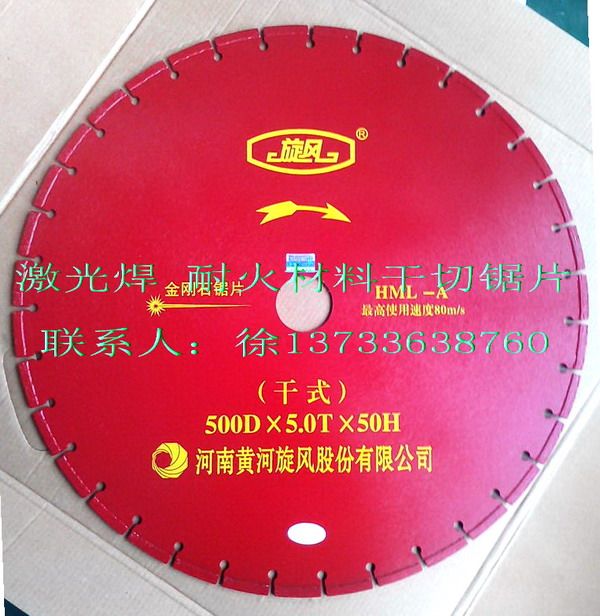 旋风®
激光焊 耐火材料干切锯片
金刚石锯片
HML -A
最高使用速度80m/s
联系人：徐13733638760
（干式）
500D×5.0T×50H
河南黄河旋风股份有限公司